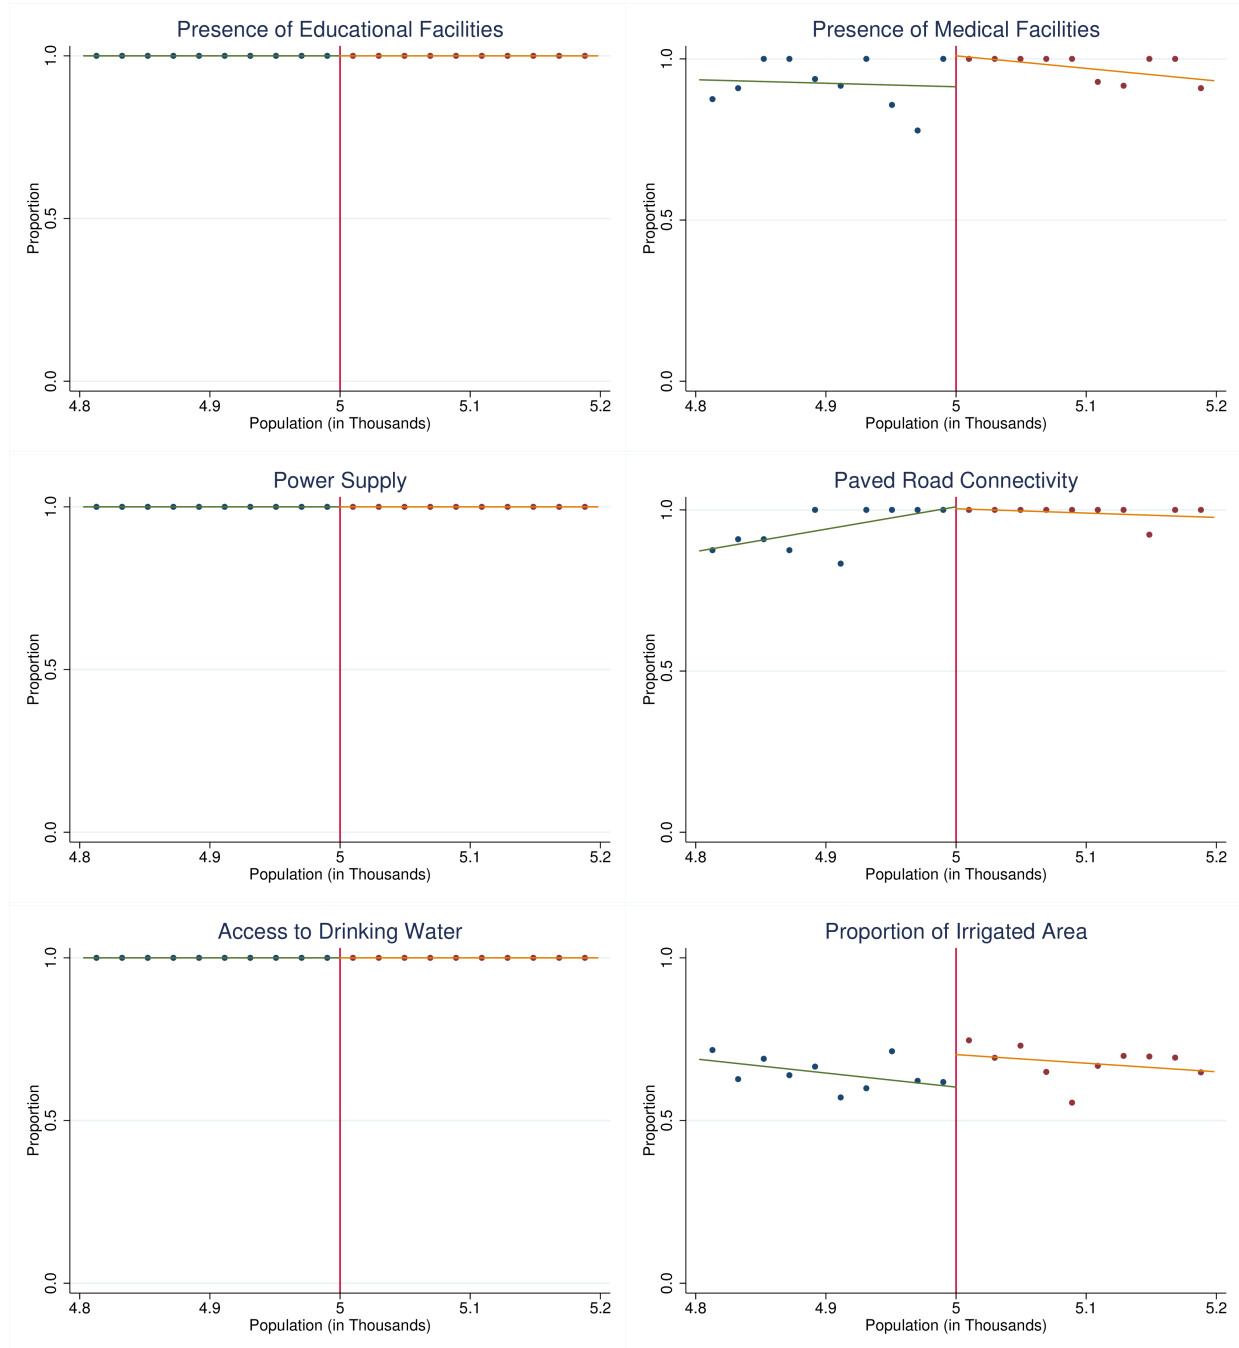 Presence of Educational Facilities
Proportion
1.0
0.5
0.0
4.8 4.9 5 5.1 5.2
Population (in Thousands)
Presence of Medical Facilities
Proportion
1.0
0.5
0.0
4.8 4.9 5 5.1 5.2
Population (in Thousands)
Power Supply
Proportion
1.0
0.5
0.0
4.8 4.9 5 5.1 5.2
Population (in Thousands)
Paved Road Connectivity
Proportion
1.0
0.5
0.0
4.8 4.9 5 5.1 5.2
Population (in Thousands)
Access to Drinking Water
Proportion
1.0
0.5
0.0
4.8 4.9 5 5.1 5.2
Population (in Thousands)
Proportion of Irrigated Area
Proportion
1.0
0.5
0.0
4.8 4.9 5 5.1 5.2
Population (in Thousands)